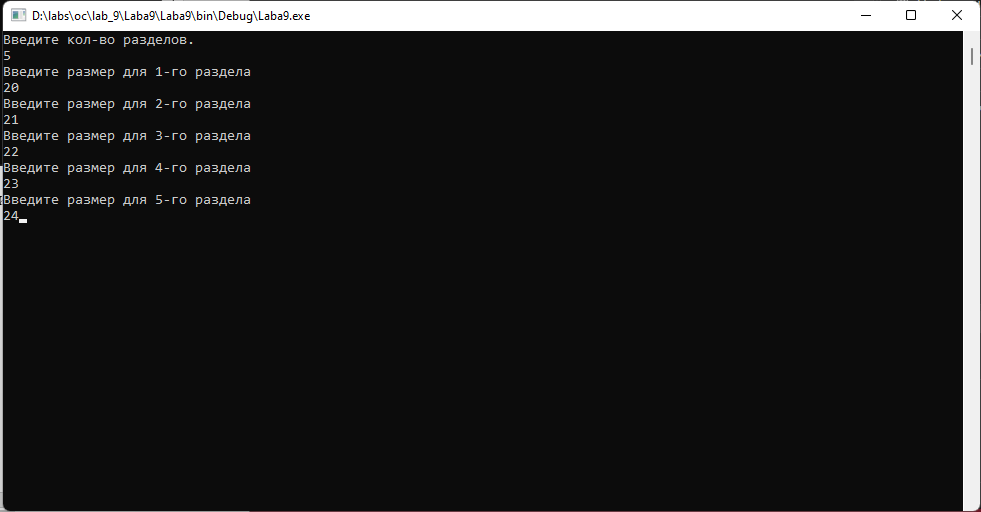 D:\labs\oc\lab_9\Laba9\Laba9\bin\Debug\Laba9.exe
Введите кол-во разделов.
5
Введите размер для 1-го раздела
20
Введите размер для 2-го раздела
21
Введите размер для 3-го раздела
22
Введите размер для 4-го раздела
23
Введите размер для 5-го раздела
24